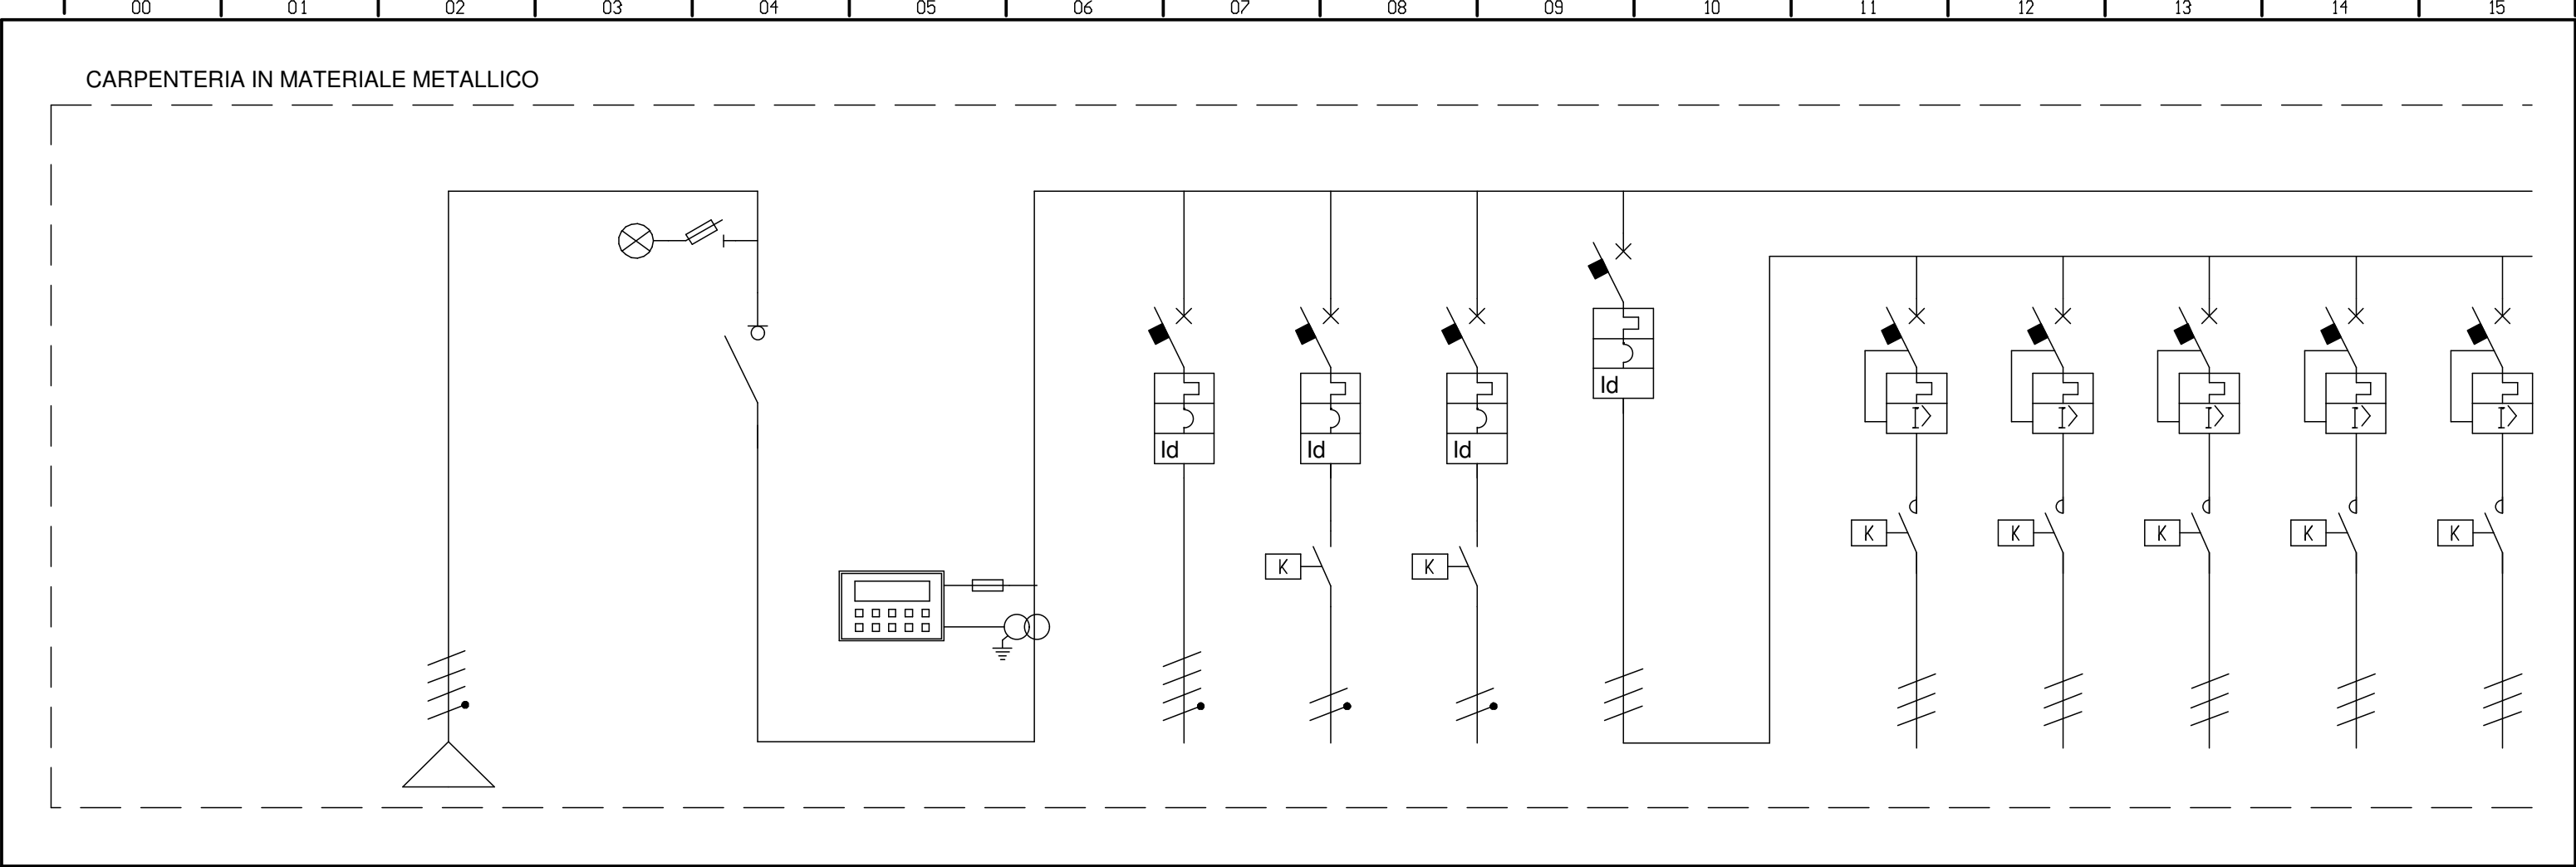 00 01 02 03 04 05 06 07 08 09 10 11 12 13 14 15
CARPENTERIA IN MATERIALE METALLICO
Id
I> I> I> I> I>
Id Id Id
K K K K K
K K